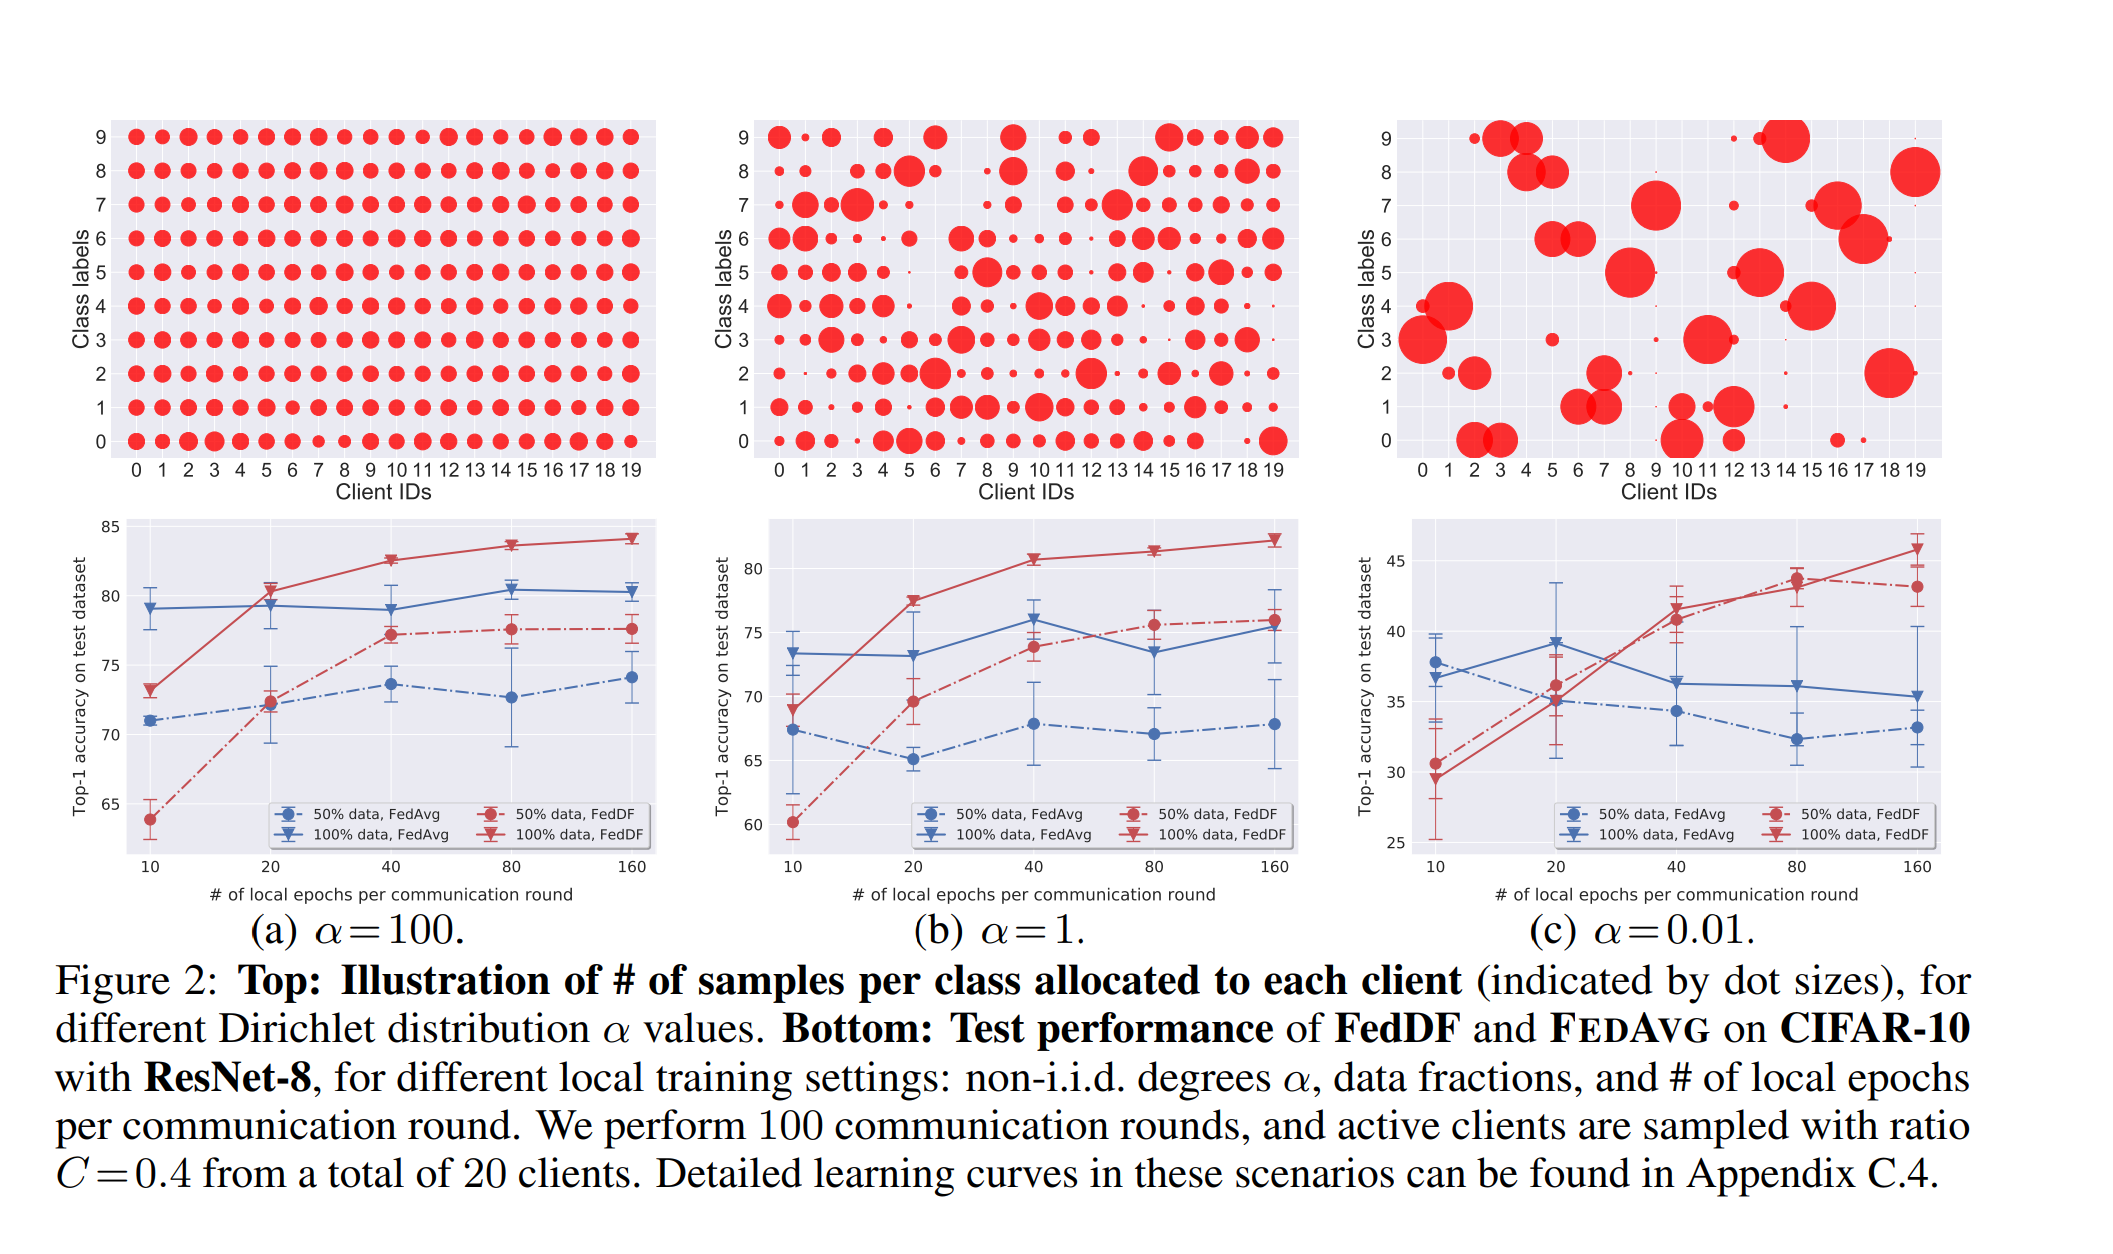 9
8
7
6
5
4
3
2
1
0
Class labels
0 1 2 3 4 5 6 7 8 9 10 11 12 13 14 15 16 17 18 19
Client IDs
9
8
7
6
5
4
3
2
1
0
Class labels
0 1 2 3 4 5 6 7 8 9 10 11 12 13 14 15 16 17 18 19
Client IDs
9
8
7
6
5
4
3
2
1
0
Class labels
0 1 2 3 4 5 6 7 8 9 10 11 12 13 14 15 16 17 18 19
Client IDs
85
80
75
70
65
Top-1 accuracy on test dataset
50% data, FedAvg 50% data, FedDF
100% data, FedAvg 100% data, FedDF
10 20 40 80 160
# of local epochs per communication round
(a) α=100.
80
75
70
65
60
Top-1 accuracy on test dataset
50% data, FedAvg 50% data, FedDF
100% data, FedAvg 100% data, FedDF
10 20 40 80 160
# of local epochs per communication round
(b) α=1.
45
40
35
30
25
Top-1 accuracy on test dataset
50% data, FedAvg 50% data, FedDF
100% data, FedAvg 100% data, FedDF
10 20 40 80 160
# of local epochs per communication round
(c) α=0.01.
Figure 2: Top: Illustration of # of samples per class allocated to each client (indicated by dot sizes), for
different Dirichlet distribution α values. Bottom: Test performance of FedDF and FEDAVG on CIFAR-10
with ResNet-8, for different local training settings: non-i.i.d. degrees α, data fractions, and # of local epochs
per communication round. We perform 100 communication rounds, and active clients are sampled with ratio
C=0.4 from a total of 20 clients. Detailed learning curves in these scenarios can be found in Appendix C.4.